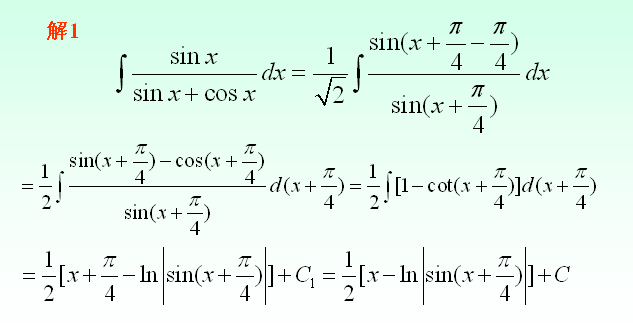 解1
∫ sin x / (sin x + cos x) dx = 1/√2 ∫ sin(x + π/4 − π/4) / sin(x + π/4) dx
= 1/2 ∫ (sin(x + π/4) − cos(x + π/4)) / sin(x + π/4) d(x + π/4) = 1/2 ∫ [1 − cot(x + π/4)] d(x + π/4)
= 1/2 [x + π/4 − ln |sin(x + π/4)|] + C₁ = 1/2 [x − ln |sin(x + π/4)|] + C